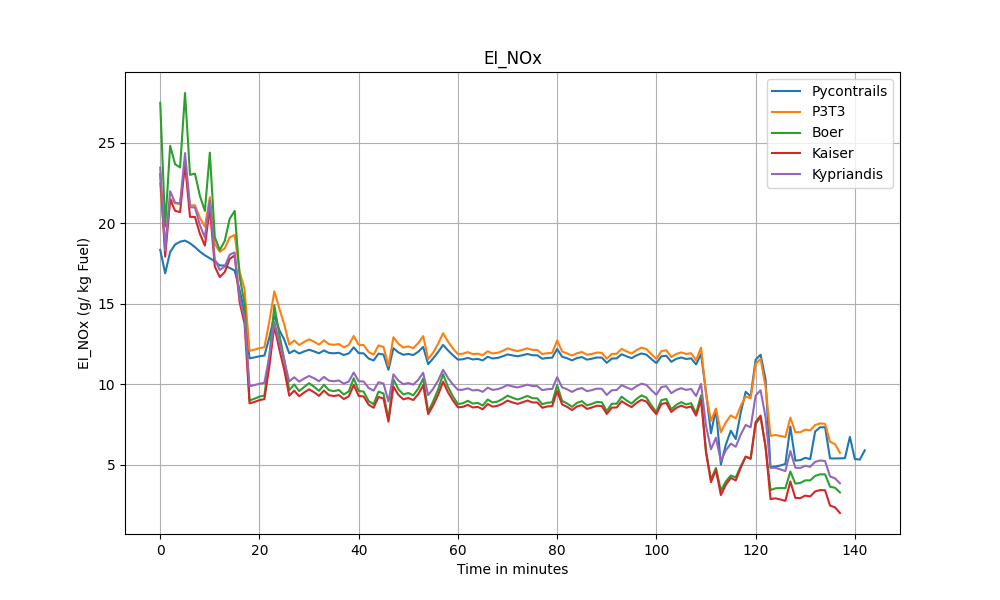 EI_NOx
Pycontrails
P3T3
Boer
Kaiser
Kypriandis
EI_NOx (g/ kg Fuel)
25
20
15
10
5
0 20 40 60 80 100 120 140
Time in minutes